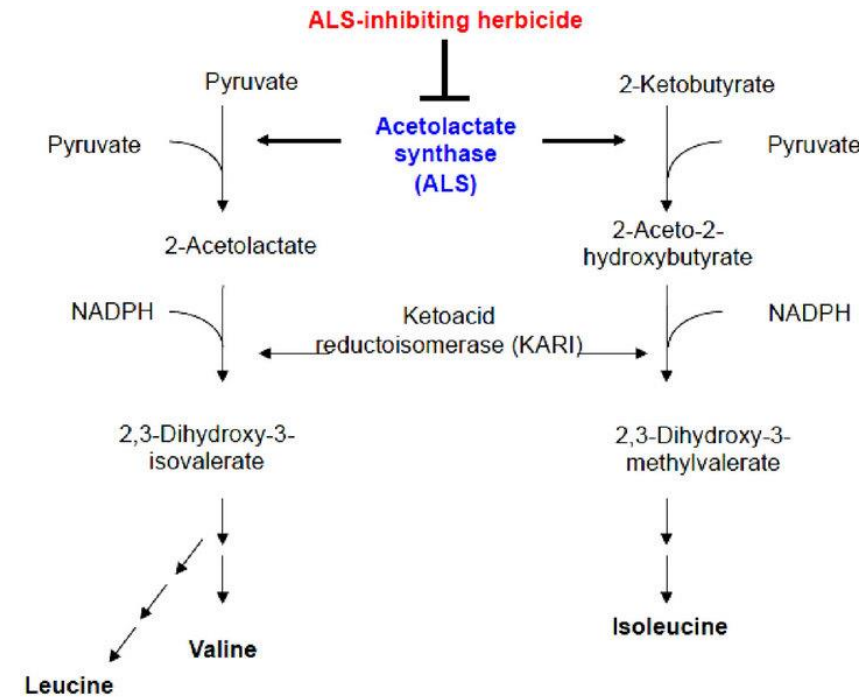 ALS-inhibiting herbicide
Pyruvate
2-Ketobutyrate
Pyruvate
Acetolactate
synthase
(ALS)
Pyruvate
2-Acetolactate
2-Aceto-2-
hydroxybutyrate
NADPH
Ketoacid
reductoisomerase (KARI)
NADPH
2,3-Dihydroxy-3-
isovalerate
2,3-Dihydroxy-3-
methylvalerate
Leucine
Valine
Isoleucine